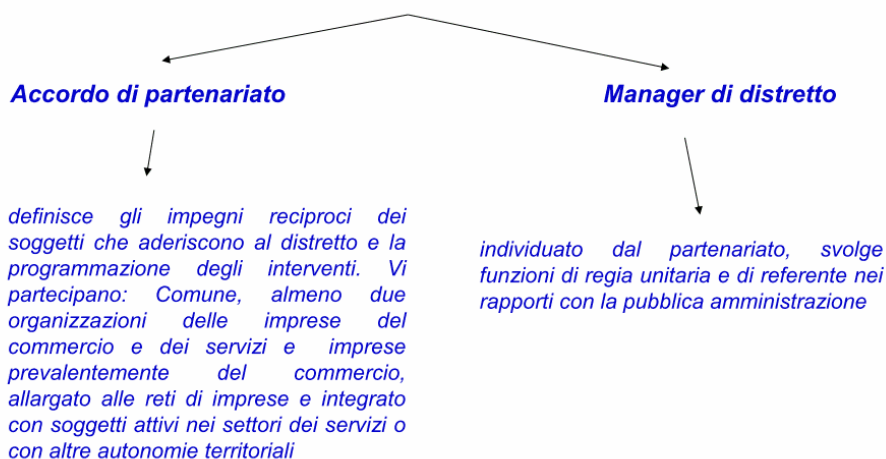 Accordo di partenariato
Manager di distretto
definisce gli impegni reciproci dei
soggetti che aderiscono al distretto e la
programmazione degli interventi. Vi
partecipano: Comune, almeno due
organizzazioni delle imprese del
commercio e dei servizi e imprese
prevalentemente del commercio,
allargato alle reti di imprese e integrato
con soggetti attivi nei settori dei servizi o
con altre autonomie territoriali
individuato dal partenariato, svolge
funzioni di regia unitaria e di referente nei
rapporti con la pubblica amministrazione